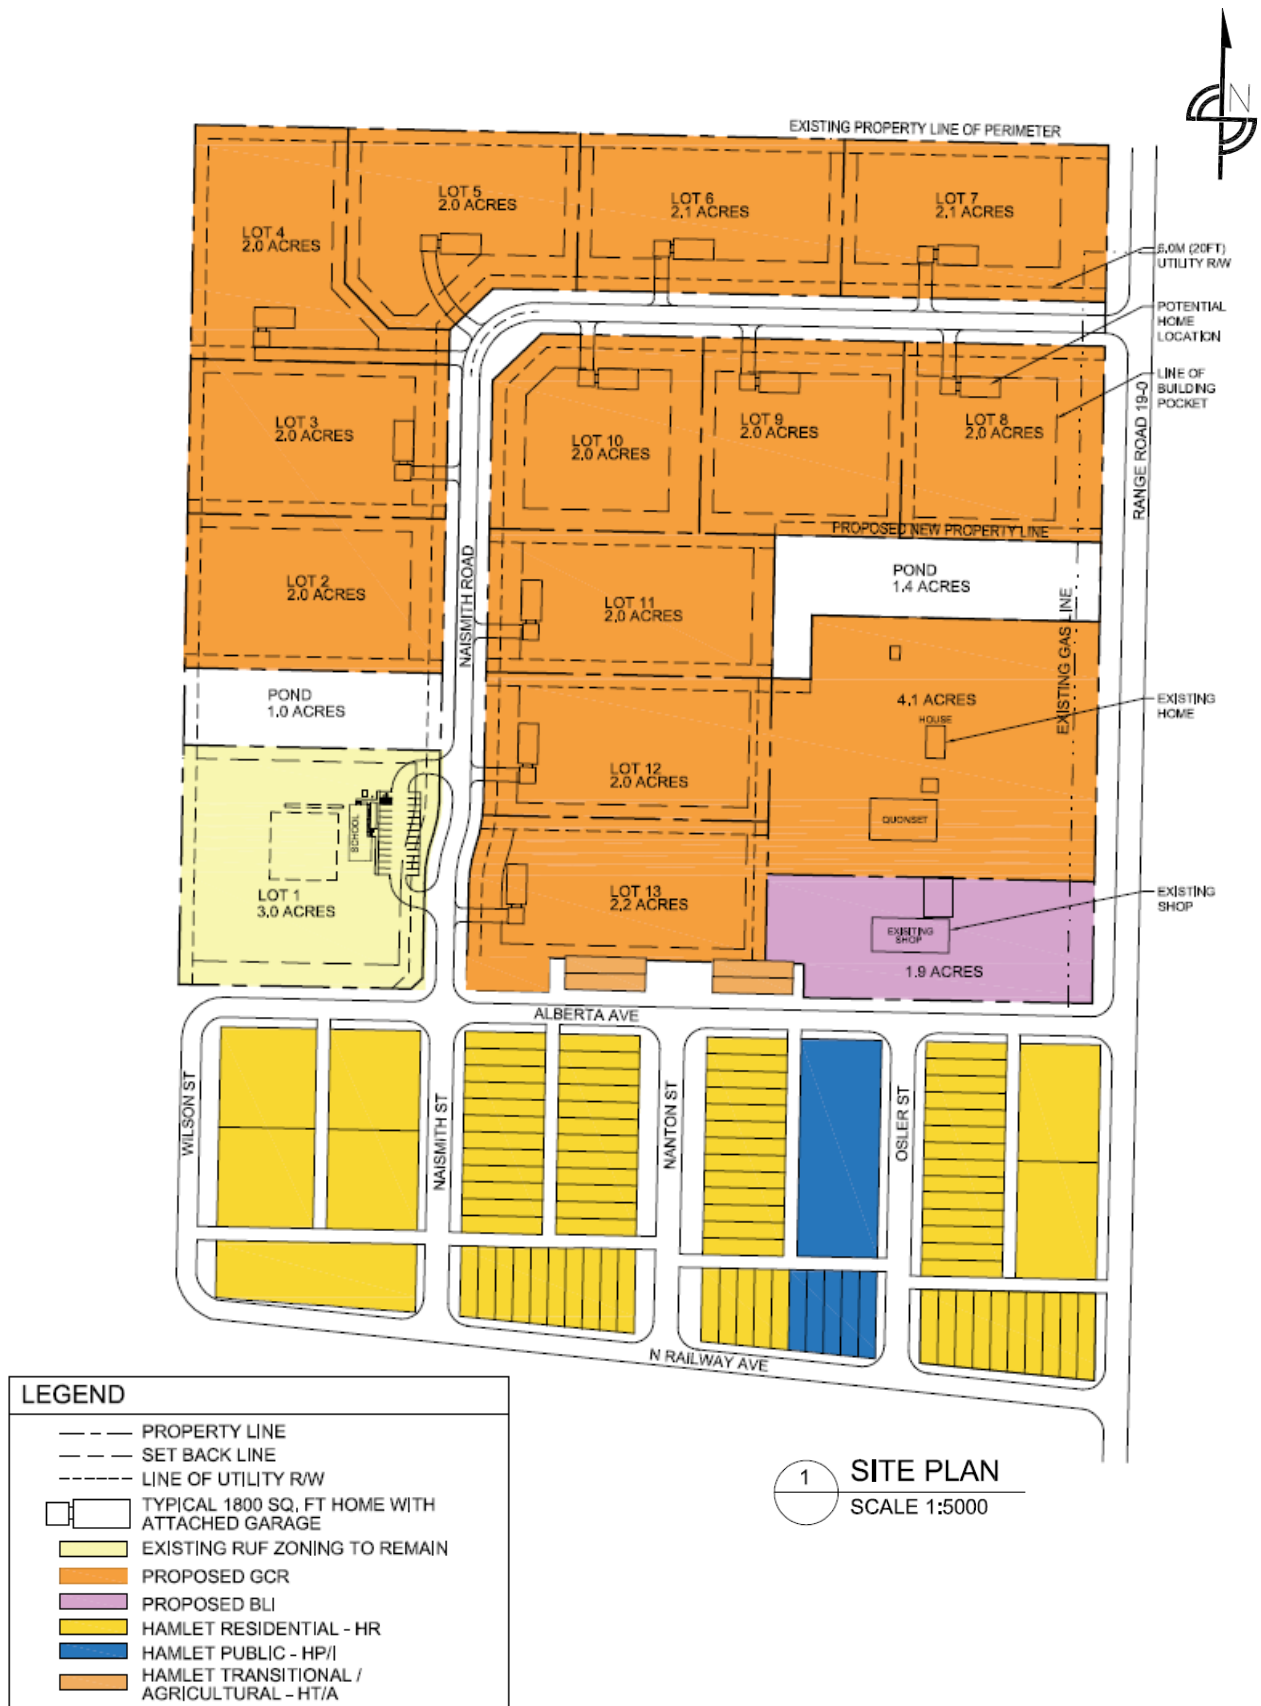 N
EXISTING PROPERTY LINE OF PERIMETER
LOT 5
2.0 ACRES
LOT 6
2.1 ACRES
LOT 7
2.1 ACRES
LOT 4
2.0 ACRES
6.0M (20FT)
UTILITY R/W
POTENTIAL
HOME
LOCATION
LINE OF
BUILDING
POCKET
LOT 3
2.0 ACRES
LOT 10
2.0 ACRES
LOT 9
2.0 ACRES
LOT 8
2.0 ACRES
RANGE ROAD 19-0
PROPOSED NEW PROPERTY LINE
NAISMITH ROAD
POND
1.4 ACRES
LOT 2
2.0 ACRES
LOT 11
2.0 ACRES
EXISTING GAS LINE
POND
1.0 ACRES
4.1 ACRES
HOUSE
EXISTING
HOME
LOT 12
2.0 ACRES
QUONSET
SCHOOL
LOT 1
3.0 ACRES
LOT 13
2.2 ACRES
EXISTING
SHOP
EXISITING
SHOP
1.9 ACRES
ALBERTA AVE
WILSON ST
NAISMITH ST
NANTON ST
OSLER ST
N RAILWAY AVE
LEGEND
PROPERTY LINE
SET BACK LINE
LINE OF UTILITY R/W
TYPICAL 1800 SQ. FT HOME WITH
ATTACHED GARAGE
EXISTING RUF ZONING TO REMAIN
PROPOSED GCR
PROPOSED BLI
HAMLET RESIDENTIAL - HR
HAMLET PUBLIC - HP/I
HAMLET TRANSITIONAL /
AGRICULTURAL - HT/A
1
SITE PLAN
SCALE 1:5000